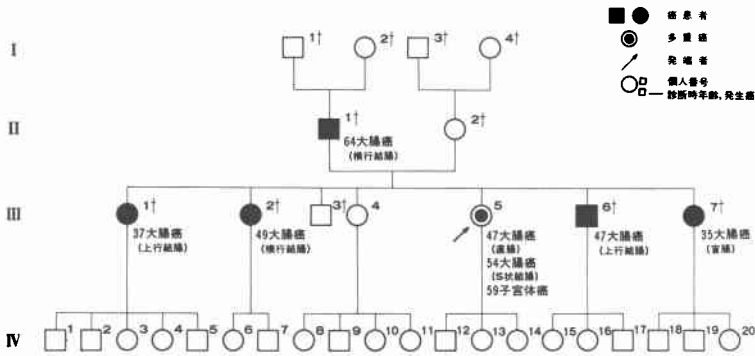 癌患者
多重癌
発端者
個人番号
診断時年齢,発生癌
I
1† 2† 3† 4†
II
1† 2†
64大腸癌
(横行結腸)
III
1† 2† 3† 4 5 6† 7†
37大腸癌
(上行結腸)
49大腸癌
(横行結腸)
47大腸癌
(直腸)
54大腸癌
(S状結腸)
59子宮体癌
47大腸癌
(上行結腸)
35大腸癌
(盲腸)
IV
1 2 3 4 5 6 7 8 9 10 11 12 13 14 15 16 17 18 19 20